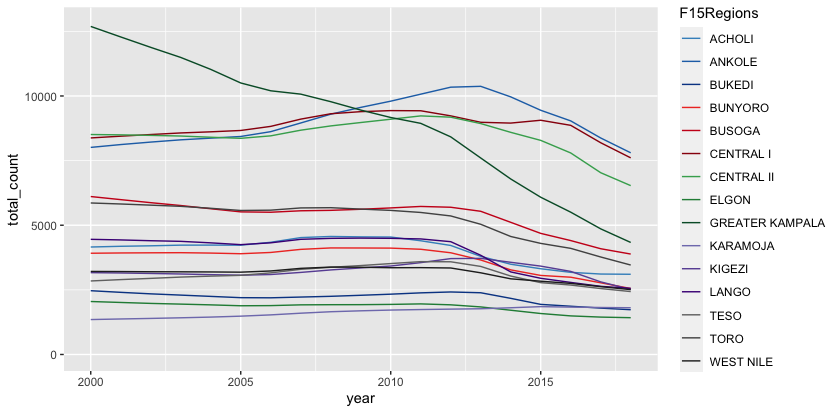 F15Regions
ACHOLI
ANKOLE
BUKEDI
BUNYORO
BUSOGA
CENTRAL I
CENTRAL II
ELGON
GREATER KAMPALA
KARAMOJA
KIGEZI
LANGO
TESO
TORO
WEST NILE
total_count
10000
5000
0
2000
2005
2010
2015
year